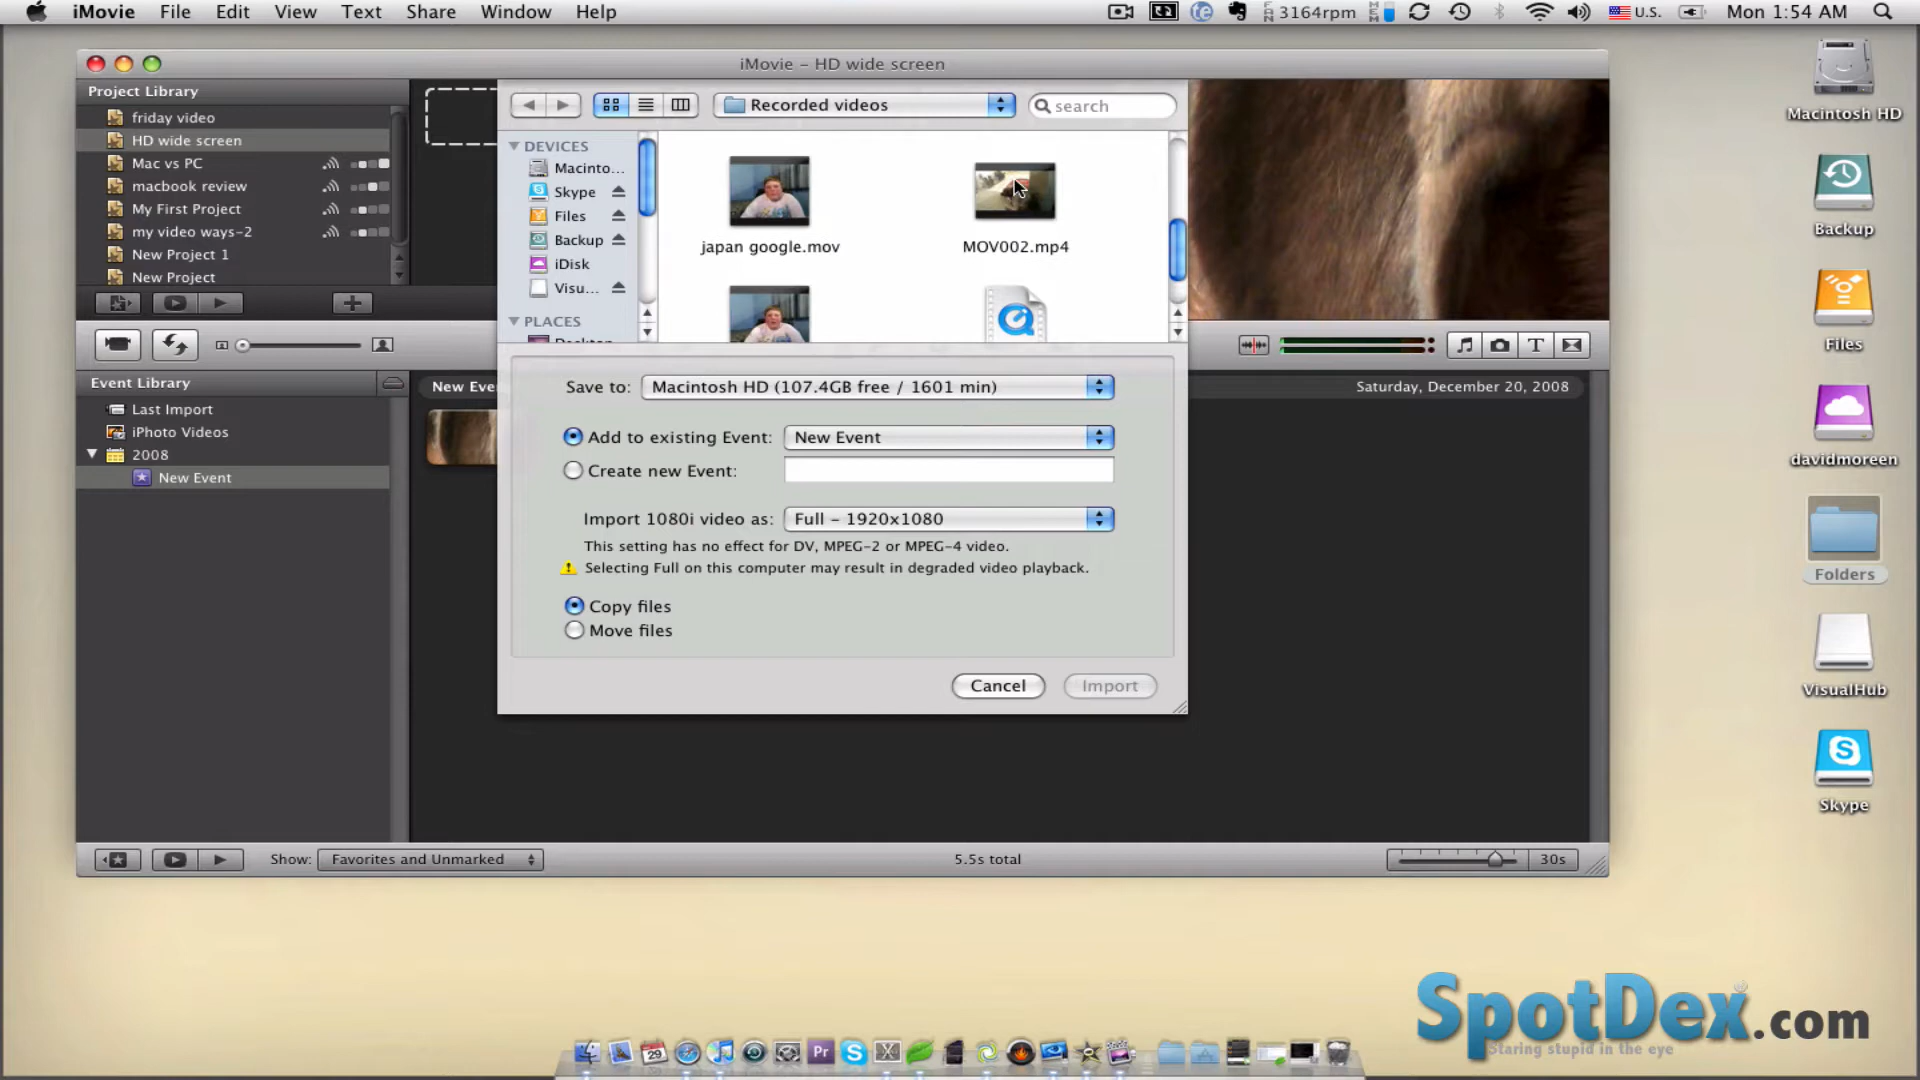 iMovie File Edit View Text Share Window Help
FAN 3164rpm MEM U.S. Mon 1:54 AM
iMovie – HD wide screen
Project Library
friday video
HD wide screen
Mac vs PC
macbook review
My First Project
my video ways-2
New Project 1
New Project
Recorded videos
search
DEVICES
Macinto...
Skype
Files
Backup
iDisk
Visu...
PLACES
Desktop
japan google.mov
MOV002.mp4
Event Library
Last Import
iPhoto Videos
2008
New Event
New Eve
Saturday, December 20, 2008
Save to: Macintosh HD (107.4GB free / 1601 min)
Add to existing Event: New Event
Create new Event:
Import 1080i video as: Full – 1920x1080
This setting has no effect for DV, MPEG-2 or MPEG-4 video.
Selecting Full on this computer may result in degraded video playback.
Copy files
Move files
Cancel Import
Show: Favorites and Unmarked
5.5s total
30s
Macintosh HD
Backup
Files
davidmoreen
Folders
VisualHub
Skype
29
Pr
SpotDex.com
Staring stupid in the eye